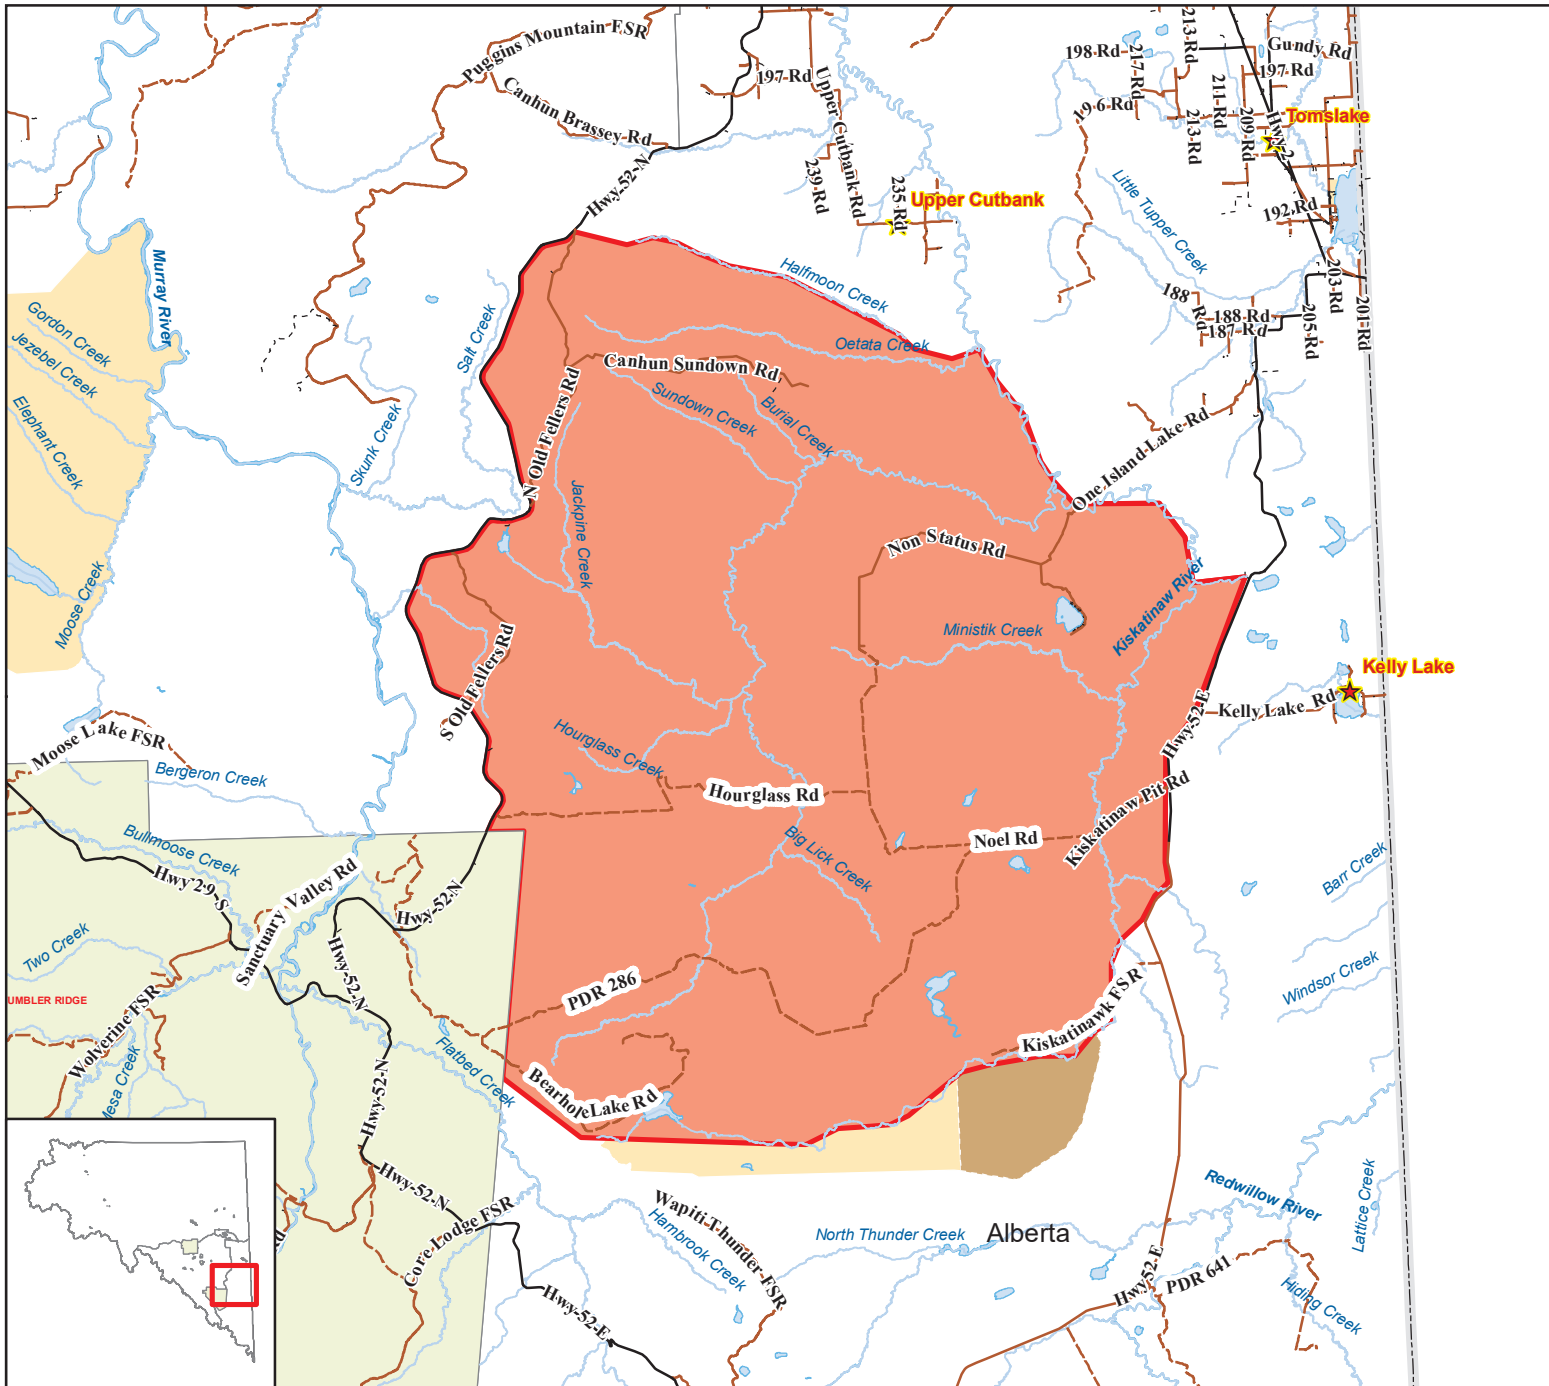 Puggins Mountain FSR
Canhun Brassey Rd
197 Rd
Upper Cutbank Rd
239 Rd
235 Rd
Upper Cutbank
Hwy 52 N
198 Rd
217 Rd
213 Rd
Gundy Rd
197 Rd
211 Rd
209 Rd
196 Rd
213 Rd
Hwy 2
Tomslake
192 Rd
Little Tupper Creek
203 Rd
201 Rd
205 Rd
188 Rd
188 Rd
187 Rd
Murray River
Gordon Creek
Jezebel Creek
Elephant Creek
Moose Creek
Salt Creek
Skunk Creek
Halfmoon Creek
Oetata Creek
Canhun Sundown Rd
Sundown Creek
Burial Creek
N Old Fellers Rd
Jackpine Creek
One Island Lake Rd
Non Status Rd
Kiskatinaw River
Ministik Creek
S Old Fellers Rd
Kelly Lake
Kelly Lake Rd
Hwy 52 E
Kiskatinaw Pit Rd
Moose Lake FSR
Bergeron Creek
Hourglass Creek
Hourglass Rd
Noel Rd
Big Lick Creek
Bullmoose Creek
Hwy 29 S
Sanctuary Valley Rd
Hwy 52 N
Hwy 52 N
Two Creek
UMBLER RIDGE
Wolverine FSR
Mesa Creek
Barr Creek
Windsor Creek
PDR 286
Kiskatinawk FSR
Flatbed Creek
Bearhole Lake Rd
Hwy 52 N
Hwy 52 N
Core Lodge FSR
Wapiti Thunder FSR
Hambrook Creek
North Thunder Creek
Alberta
Redwillow River
Lattice Creek
Hwy 52 E
PDR 641
Hiding Creek
Hwy 52 E